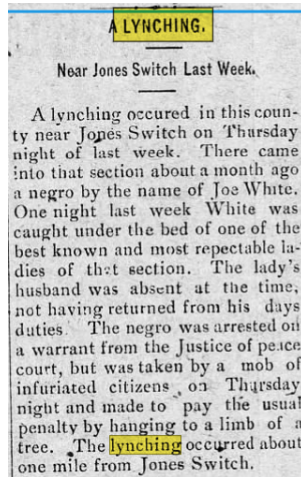 A LYNCHING.
Near Jones Switch Last Week.
A lynching occured in this coun-
ty near Jones Switch on Thursday
night of last week. There came
into that section about a month ago
a negro by the name of Joe White.
One night last week White was
caught under the bed of one of the
best known and most repectable la-
dies of that section. The lady's
husband was absent at the time,
not having returned from his days
duties. The negro was arrested on
a warrant from the Justice of peace
court, but was taken by a mob of
infuriated citizens on Thursday
night and made to pay the usual
penalty by hanging to a limb of a
tree. The lynching occurred about
one mile from Jones Switch.